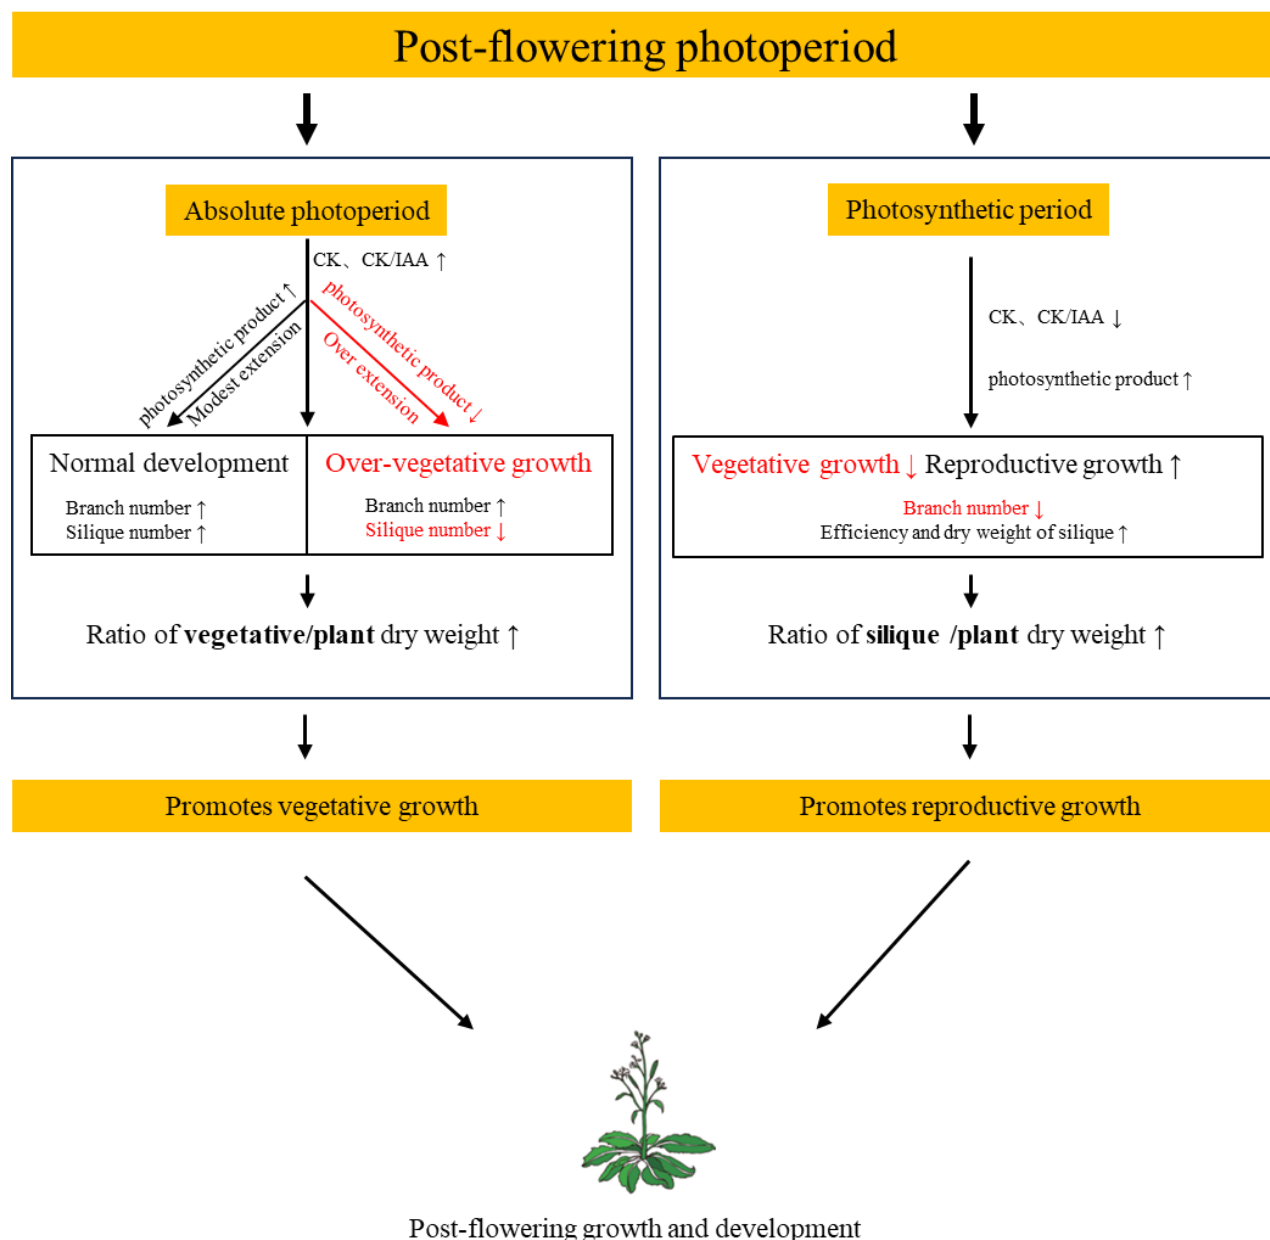 Post-flowering photoperiod
Absolute photoperiod
CK、CK/IAA ↑
photosynthetic product ↑
Modest extension
photosynthetic product ↓
Over extension
Normal development
Branch number ↑
Silique number ↑
Over-vegetative growth
Branch number ↑
Silique number ↓
Ratio of vegetative/plant dry weight ↑
Promotes vegetative growth
Photosynthetic period
CK、CK/IAA ↓
photosynthetic product ↑
Vegetative growth ↓ Reproductive growth ↑
Branch number ↓
Efficiency and dry weight of silique ↑
Ratio of silique /plant dry weight ↑
Promotes reproductive growth
Post-flowering growth and development